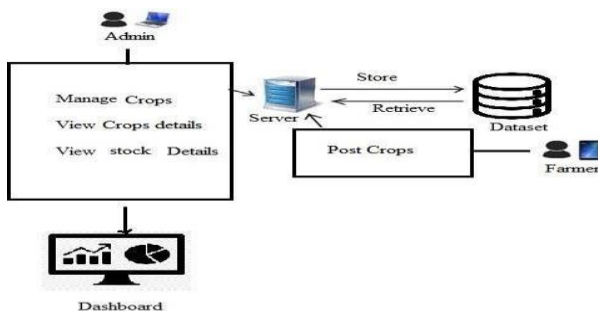 Admin
Manage Crops
View Crops details
View stock Details
Server
Store
Retrieve
Dataset
Post Crops
Farmer
Dashboard